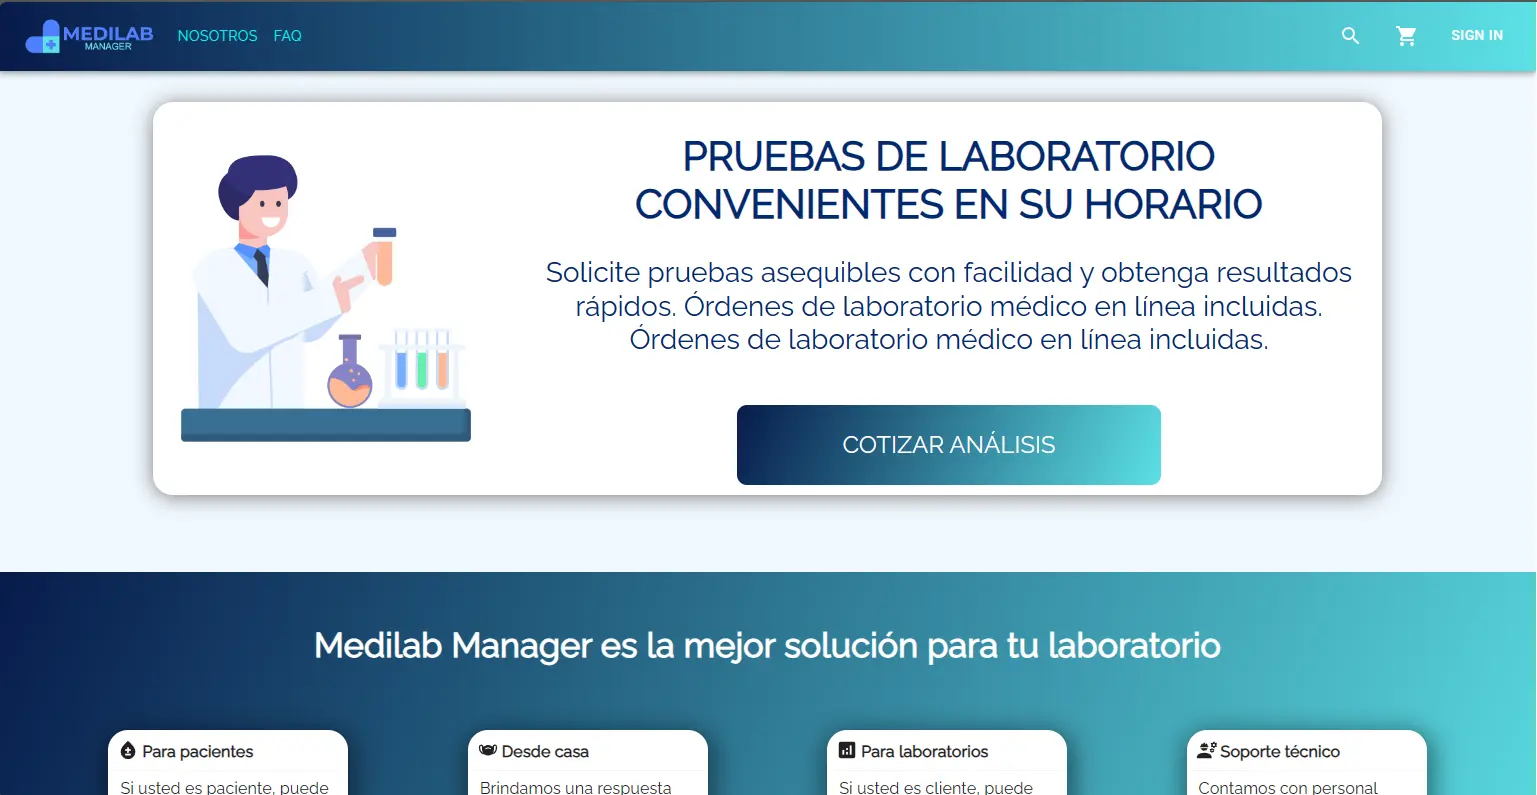 MEDILAB
MANAGER
NOSOTROS
FAQ
SIGN IN
PRUEBAS DE LABORATORIO
CONVENIENTES EN SU HORARIO
Solicite pruebas asequibles con facilidad y obtenga resultados
rápidos. Órdenes de laboratorio médico en línea incluidas.
Órdenes de laboratorio médico en línea incluidas.
COTIZAR ANÁLISIS
Medilab Manager es la mejor solución para tu laboratorio
Para pacientes
Si usted es paciente, puede
Desde casa
Brindamos una respuesta
Para laboratorios
Si usted es cliente, puede
Soporte técnico
Contamos con personal